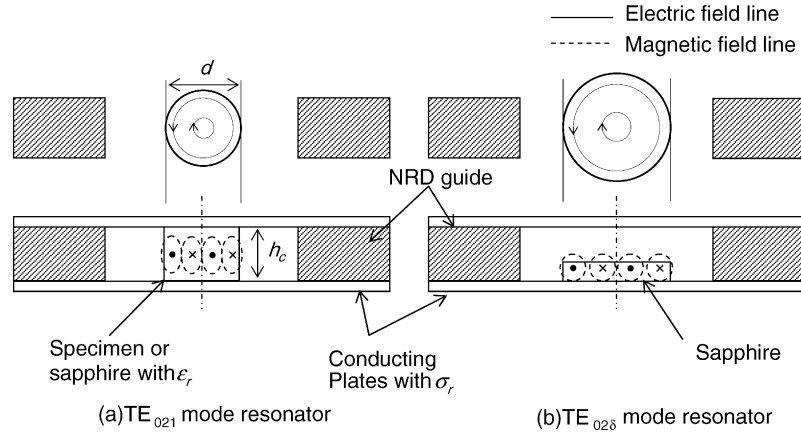 Electric field line
Magnetic field line
d
NRD guide
h_c
Specimen or
sapphire with ε_r
Conducting
Plates with σ_r
Sapphire
(a)TE_021 mode resonator
(b)TE_02δ mode resonator